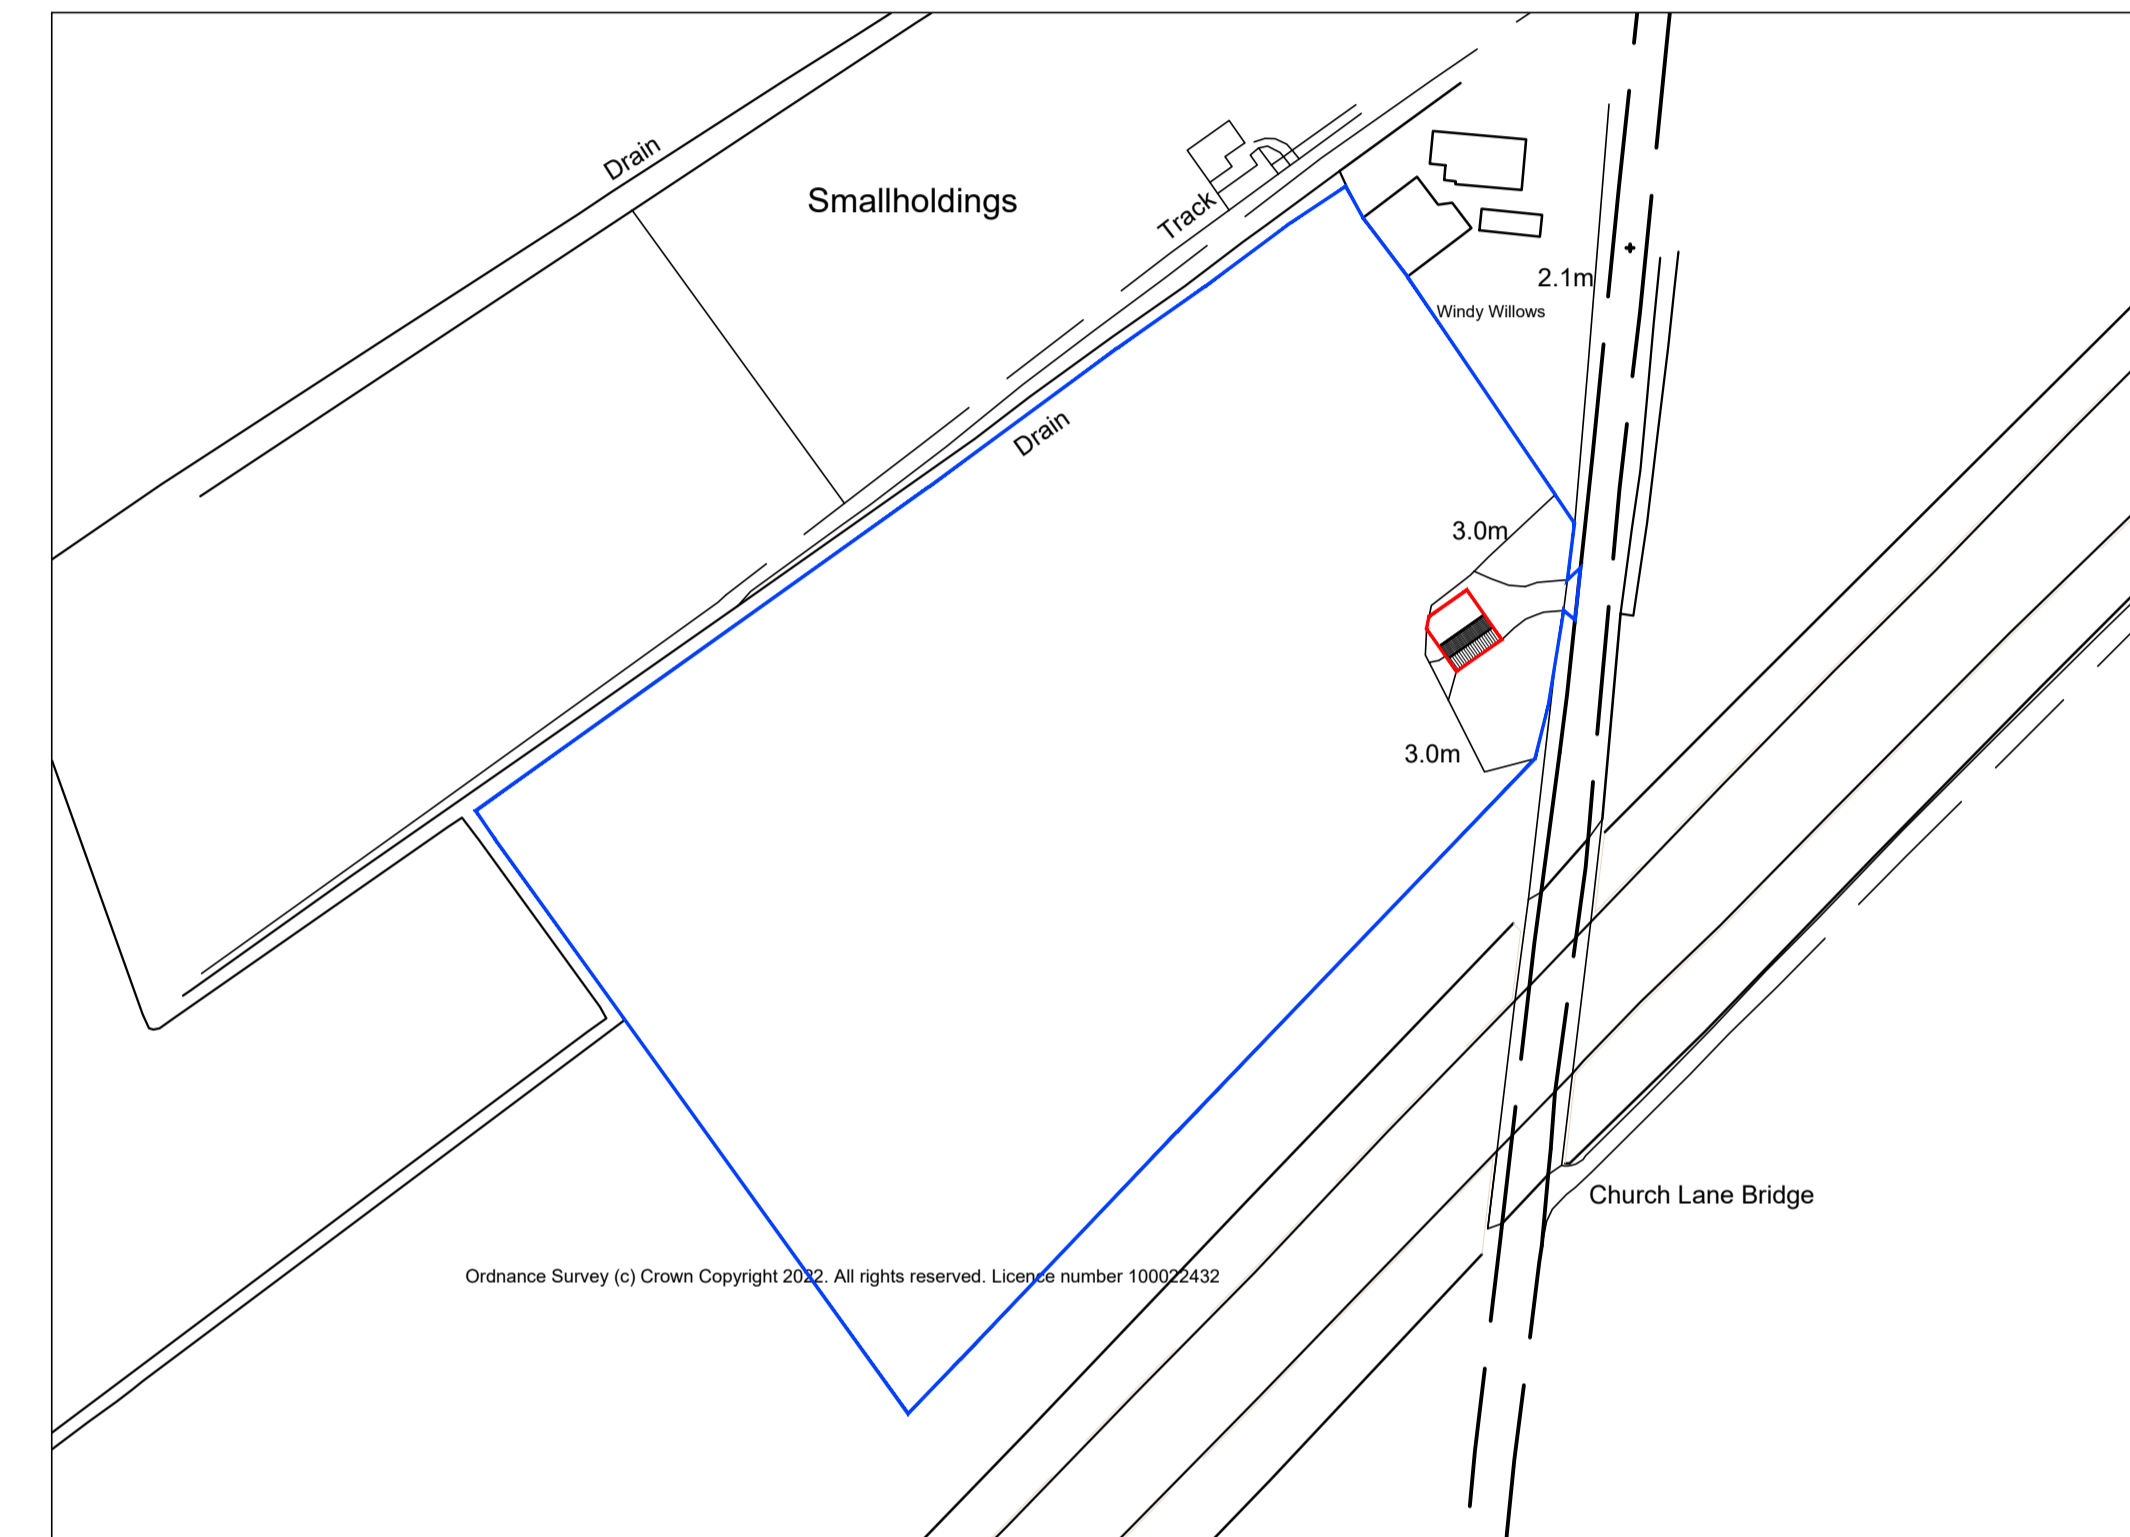 Drain
Smallholdings
Track
2.1m
Windy Willows
Drain
3.0m
3.0m
Church Lane Bridge
Ordnance Survey (c) Crown Copyright 2022. All rights reserved. Licence number 100022432